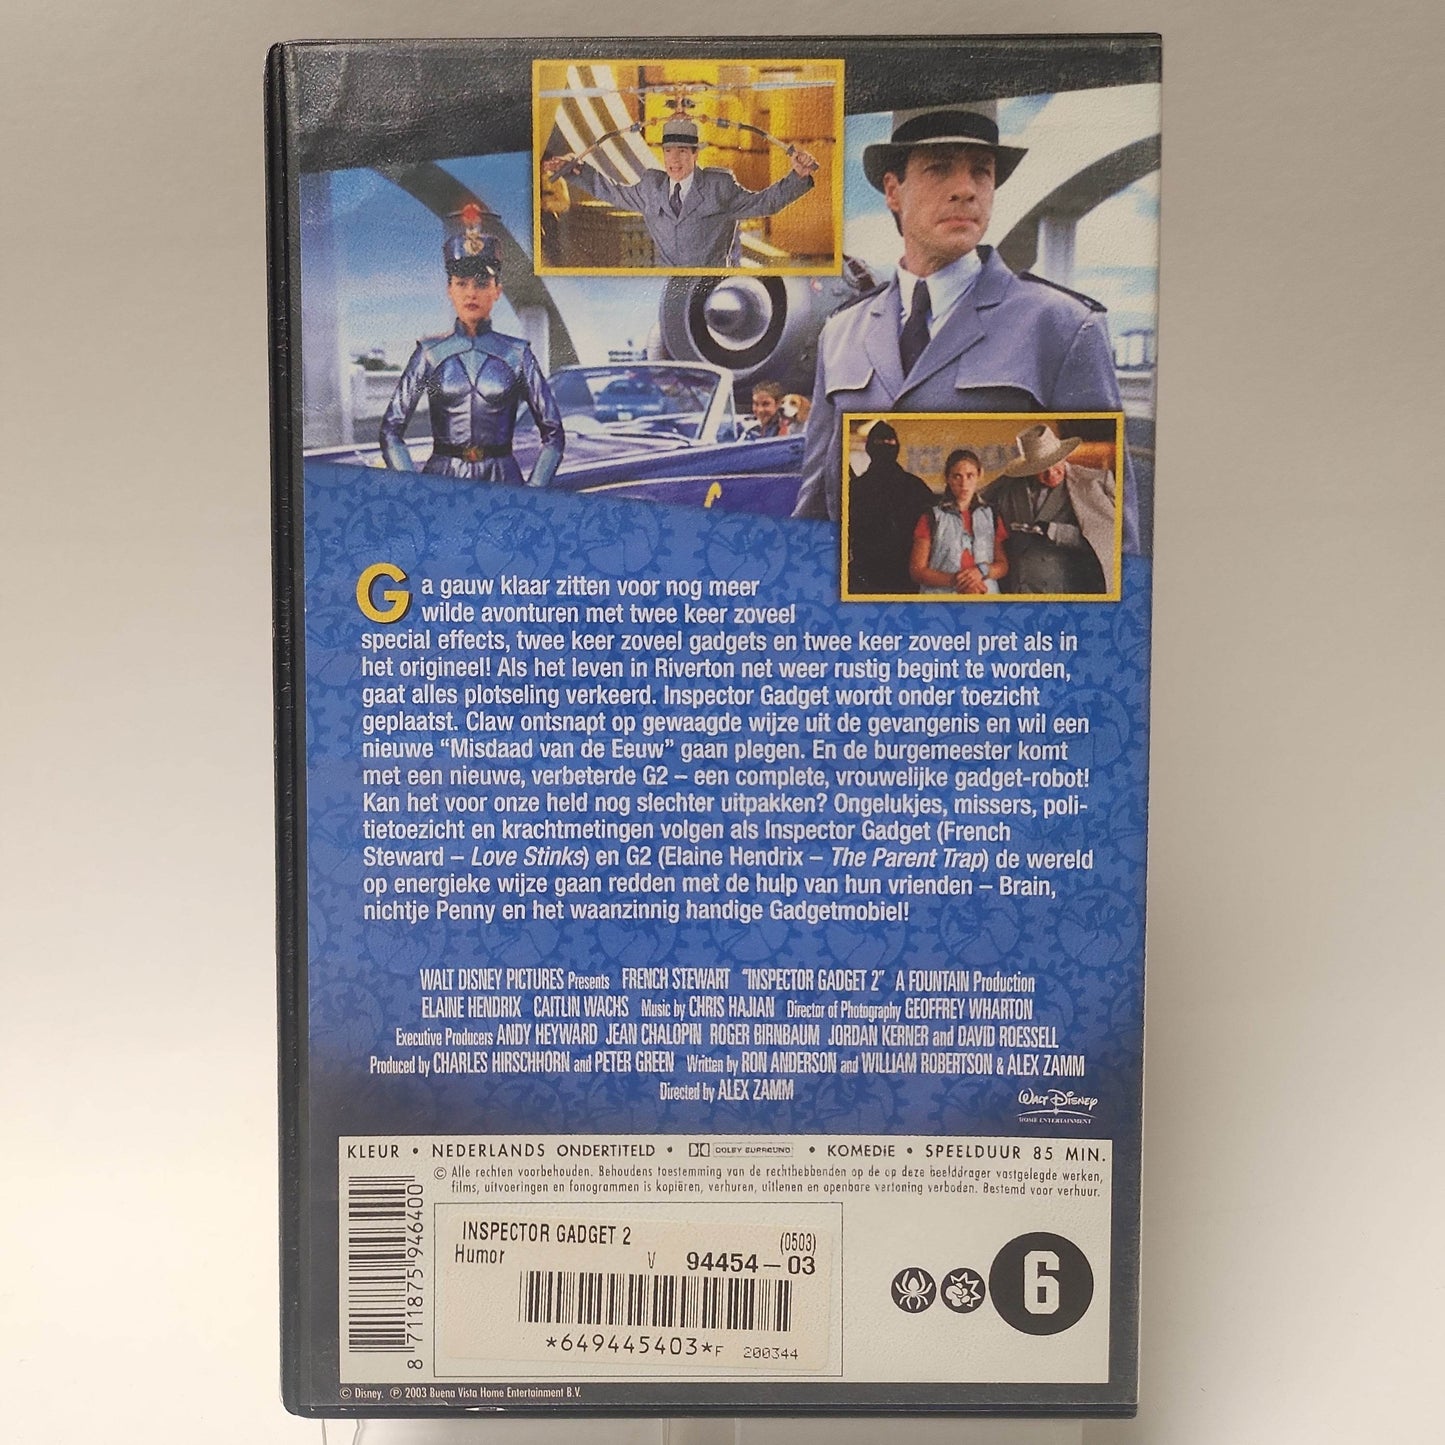 Ga gauw klaar zitten voor nog meer
wilde avonturen met twee keer zoveel
special effects, twee keer zoveel gadgets en twee keer zoveel pret als in
het origineel! Als het leven in Riverton net weer rustig begint te worden,
gaat alles plotseling verkeerd. Inspector Gadget wordt onder toezicht
geplaatst. Claw ontsnapt op gewaagde wijze uit de gevangenis en wil een
nieuwe “Misdaad van de Eeuw” gaan plegen. En de burgemeester komt
met een nieuwe, verbeterde G2 – een complete, vrouwelijke gadget-robot!
Kan het voor onze held nog slechter uitpakken? Ongelukjes, missers, poli-
tietoezicht en krachtmetingen volgen als Inspector Gadget (French
Steward – Love Stinks) en G2 (Elaine Hendrix – The Parent Trap) de wereld
op energieke wijze gaan redden met de hulp van hun vrienden – Brain,
nichtje Penny en het waanzinnig handige Gadgetmobiel!
WALT DISNEY PICTURES Presents FRENCH STEWART “INSPECTOR GADGET 2” A FOUNTAIN Production
ELAINE HENDRIX CAITLIN WACHS Music by CHRIS HAJIAN Director of Photography GEOFFREY WHARTON
Executive Producers ANDY HEYWARD JEAN CHALOPIN ROGER BIRNBAUM JORDAN KERNER and DAVID ROESSELL
Produced by CHARLES HIRSCHHORN and PETER GREEN Written by RON ANDERSON and WILLIAM ROBERTSON & ALEX ZAMM
Directed by ALEX ZAMM
Walt Disney
HOME ENTERTAINMENT
KLEUR • NEDERLANDS ONDERTITELD • DOLBY SURROUND • KOMEDIE • SPEELDUUR 85 MIN.
© Alle rechten voorbehouden. Behoudens toestemming van de rechthebbenden op de op deze beelddrager vastgelegde werken,
films, uitvoeringen en fonogrammen is kopiëren, verhuren, uitlenen en openbare vertoning verboden. Bestemd voor verhuur.
8 711875 946400
INSPECTOR GADGET 2 (0503)
Humor V 94454–03
*649445403*F 200344
6
© Disney. ℗ 2003 Buena Vista Home Entertainment B.V.